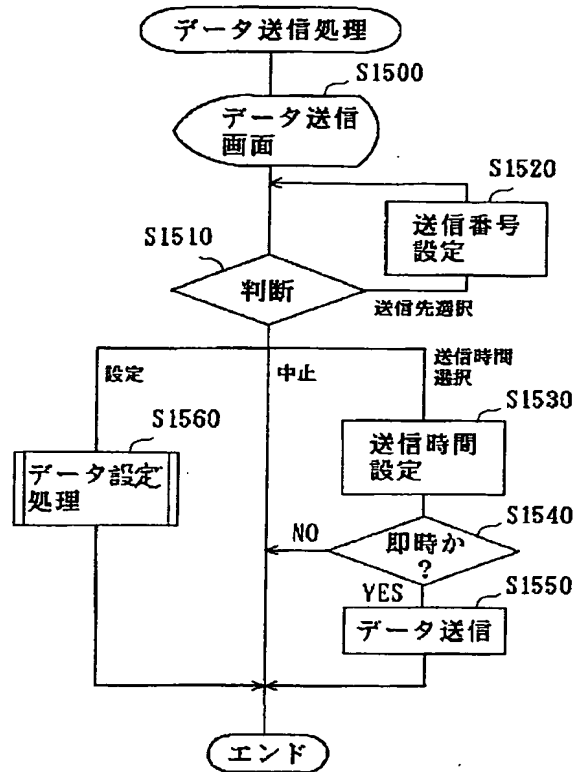 データ送信処理
S1500
データ送信
画面
S1520
送信番号
設定
S1510
判断
送信先選択
設定
中止
送信時間
選択
S1560
データ設定
処理
S1530
送信時間
設定
S1540
即時か
?
NO
YES
S1550
データ送信
エンド